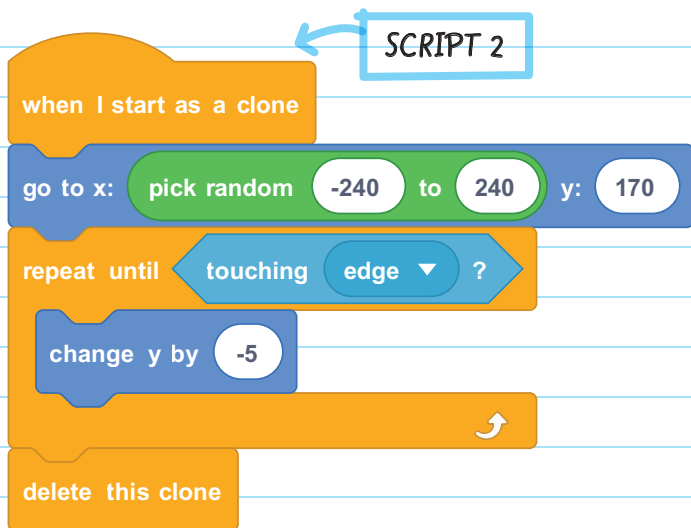 SCRIPT 2
when I start as a clone
go to x: pick random -240 to 240 y: 170
repeat until touching edge ?
change y by -5
delete this clone